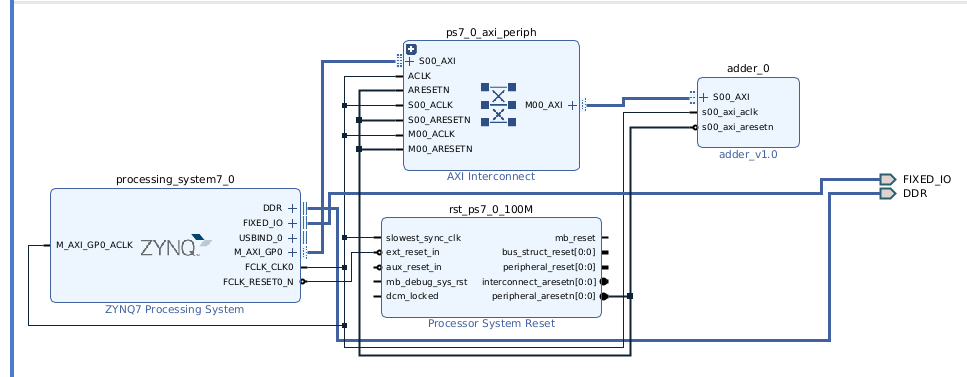 ps7_0_axi_periph
S00_AXI
ACLK
ARESETN
S00_ACLK
S00_ARESETN
M00_ACLK
M00_ARESETN
M00_AXI
AXI Interconnect
adder_0
S00_AXI
s00_axi_aclk
s00_axi_aresetn
adder_v1.0
processing_system7_0
M_AXI_GP0_ACLK
ZYNQ
DDR
FIXED_IO
USBIND_0
M_AXI_GP0
FCLK_CLK0
FCLK_RESET0_N
ZYNQ7 Processing System
rst_ps7_0_100M
slowest_sync_clk
ext_reset_in
aux_reset_in
mb_debug_sys_rst
dcm_locked
mb_reset
bus_struct_reset[0:0]
peripheral_reset[0:0]
interconnect_aresetn[0:0]
peripheral_aresetn[0:0]
Processor System Reset
FIXED_IO
DDR